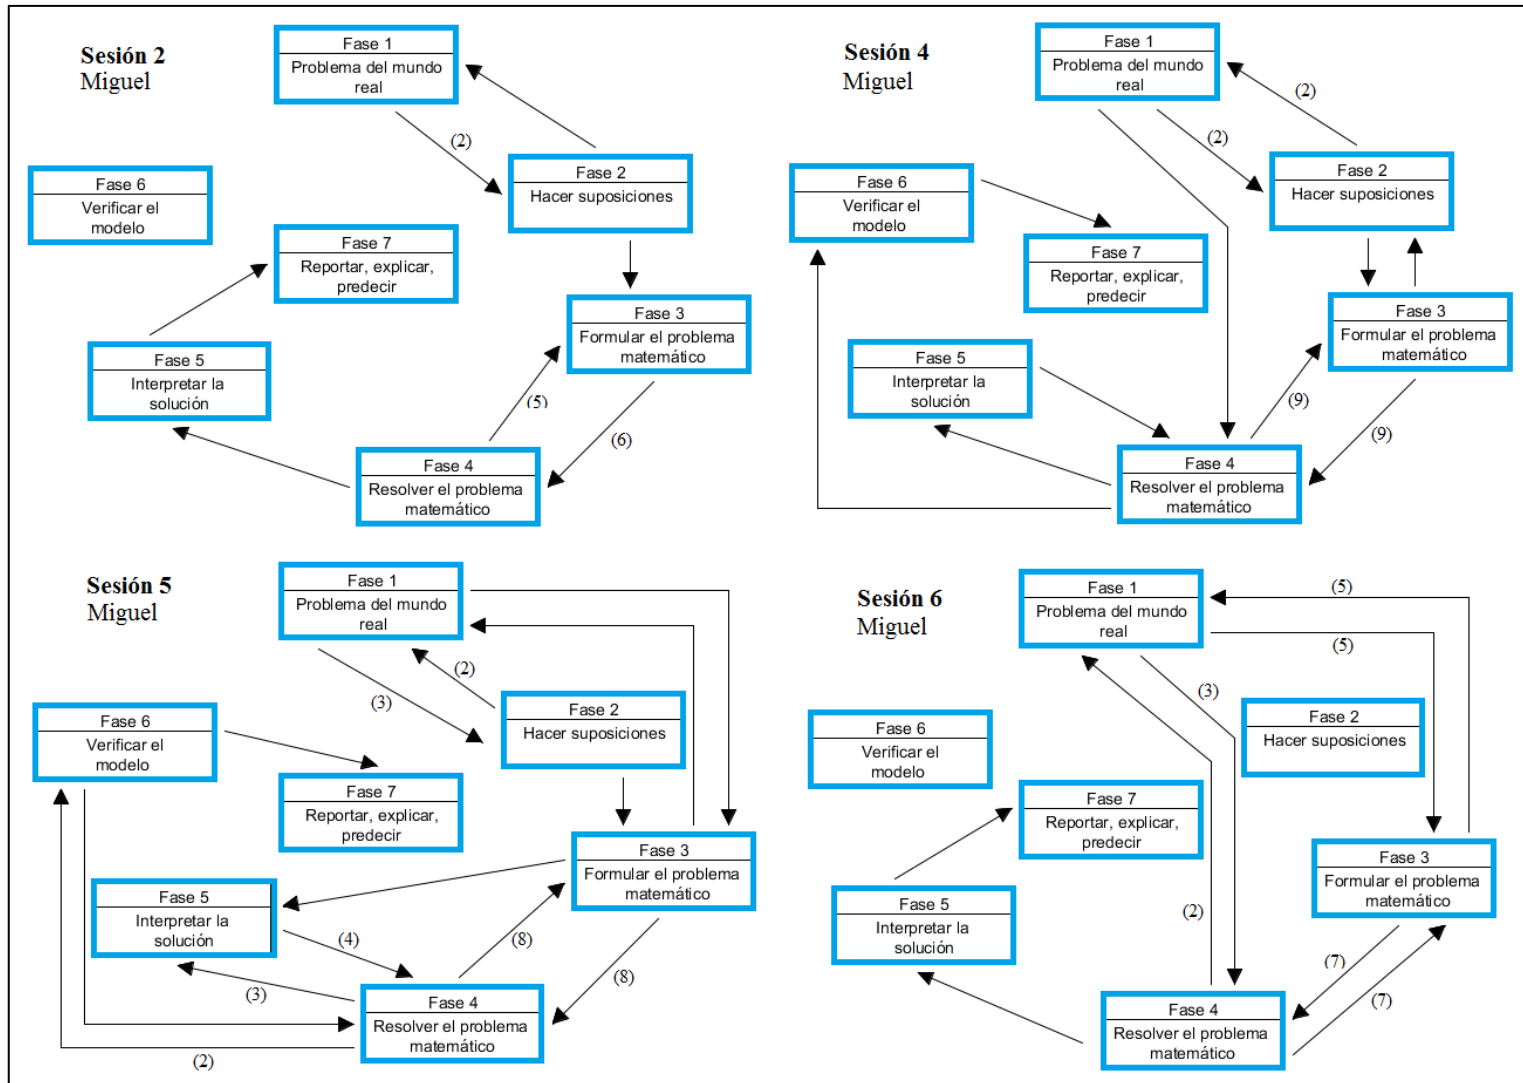 Sesión 2
Miguel
Fase 1
Problema del mundo
real
(2)
Fase 2
Hacer suposiciones
Fase 6
Verificar el
modelo
Fase 7
Reportar, explicar,
predecir
Fase 3
Formular el problema
matemático
Fase 5
Interpretar la
solución
(5)
(6)
Fase 4
Resolver el problema
matemático
Sesión 4
Miguel
Fase 1
Problema del mundo
real
(2)
(2)
Fase 2
Hacer suposiciones
Fase 6
Verificar el
modelo
Fase 7
Reportar, explicar,
predecir
Fase 3
Formular el problema
matemático
Fase 5
Interpretar la
solución
(9)
(9)
Fase 4
Resolver el problema
matemático
Sesión 5
Miguel
Fase 1
Problema del mundo
real
(2)
(3)
Fase 2
Hacer suposiciones
Fase 6
Verificar el
modelo
Fase 7
Reportar, explicar,
predecir
Fase 3
Formular el problema
matemático
Fase 5
Interpretar la
solución
(4)
(8)
(8)
(3)
Fase 4
Resolver el problema
matemático
(2)
Sesión 6
Miguel
Fase 1
Problema del mundo
real
(5)
(5)
(3)
Fase 2
Hacer suposiciones
Fase 6
Verificar el
modelo
Fase 7
Reportar, explicar,
predecir
Fase 3
Formular el problema
matemático
Fase 5
Interpretar la
solución
(2)
(7)
(7)
Fase 4
Resolver el problema
matemático